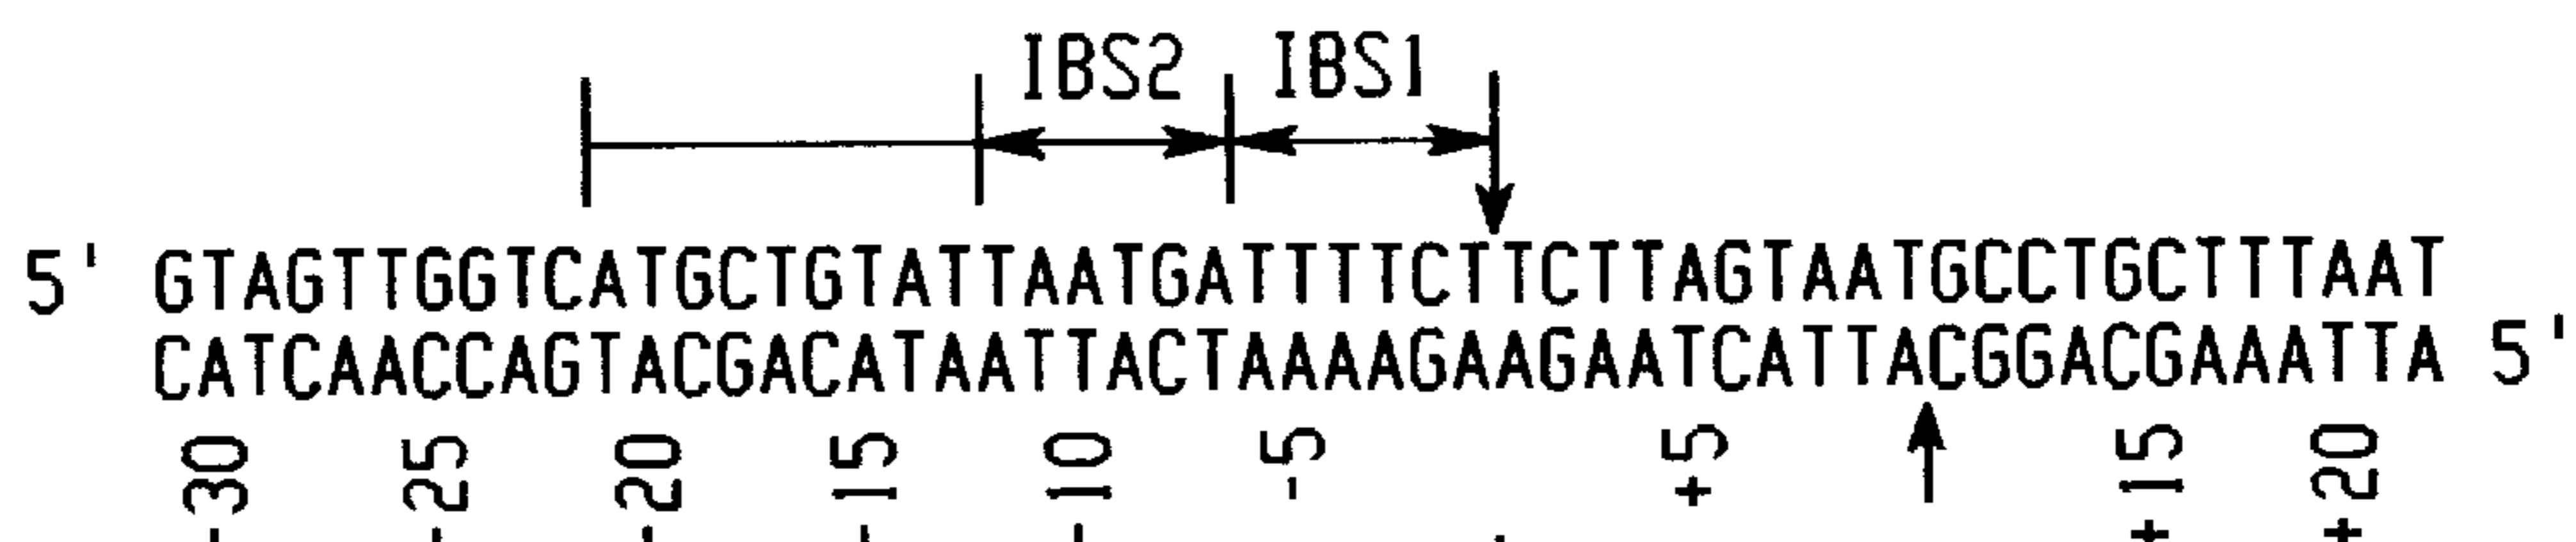 IBS2 IBS1
5' GTAGTTGGTCATGCTGTATTAATGATTTTCTTCTTAGTAATGCCTGCTTTAAT
CATCAACCAGTACGACATAATTACTAAAAGAAGAATCATTACGGACGAAATTA 5'
-30 -25 -20 -15 -10 -5 +5 +15 +20